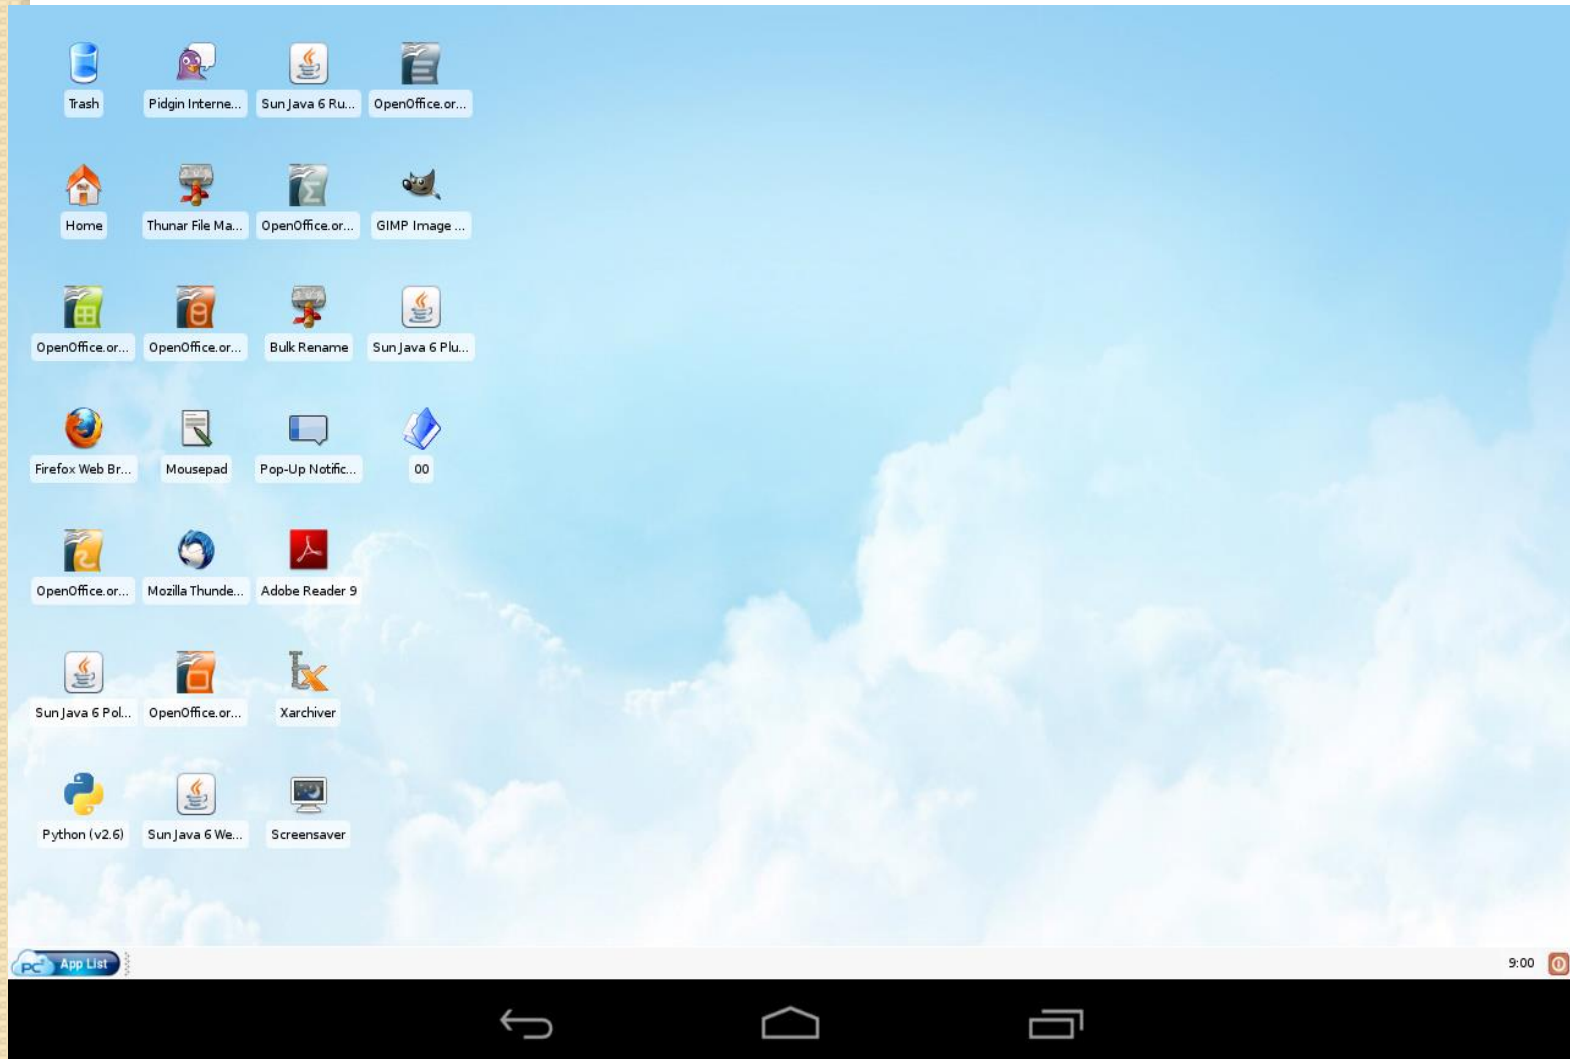 Trash Pidgin Interne... Sun Java 6 Ru... OpenOffice.or...
Home Thunar File Ma... OpenOffice.or... GIMP Image ...
OpenOffice.or... OpenOffice.or... Bulk Rename Sun Java 6 Plu...
Firefox Web Br... Mousepad Pop-Up Notific... 00
OpenOffice.or... Mozilla Thunde... Adobe Reader 9
Sun Java 6 Pol... OpenOffice.or... Xarchiver
Python (v2.6) Sun Java 6 We... Screensaver
PC² App List 9:00